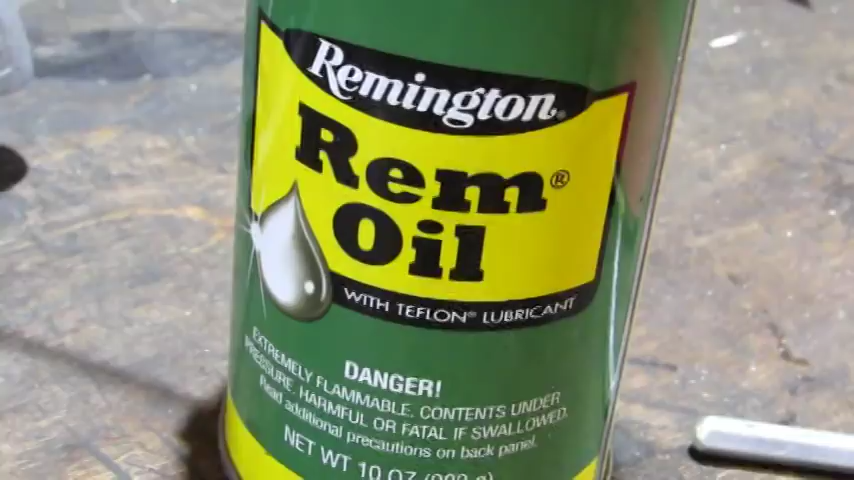 Remington®
Rem®
Oil
WITH TEFLON® LUBRICANT
DANGER!
EXTREMELY FLAMMABLE. CONTENTS UNDER
PRESSURE. HARMFUL OR FATAL IF SWALLOWED.
Read additional precautions on back panel.
NET WT 10 OZ